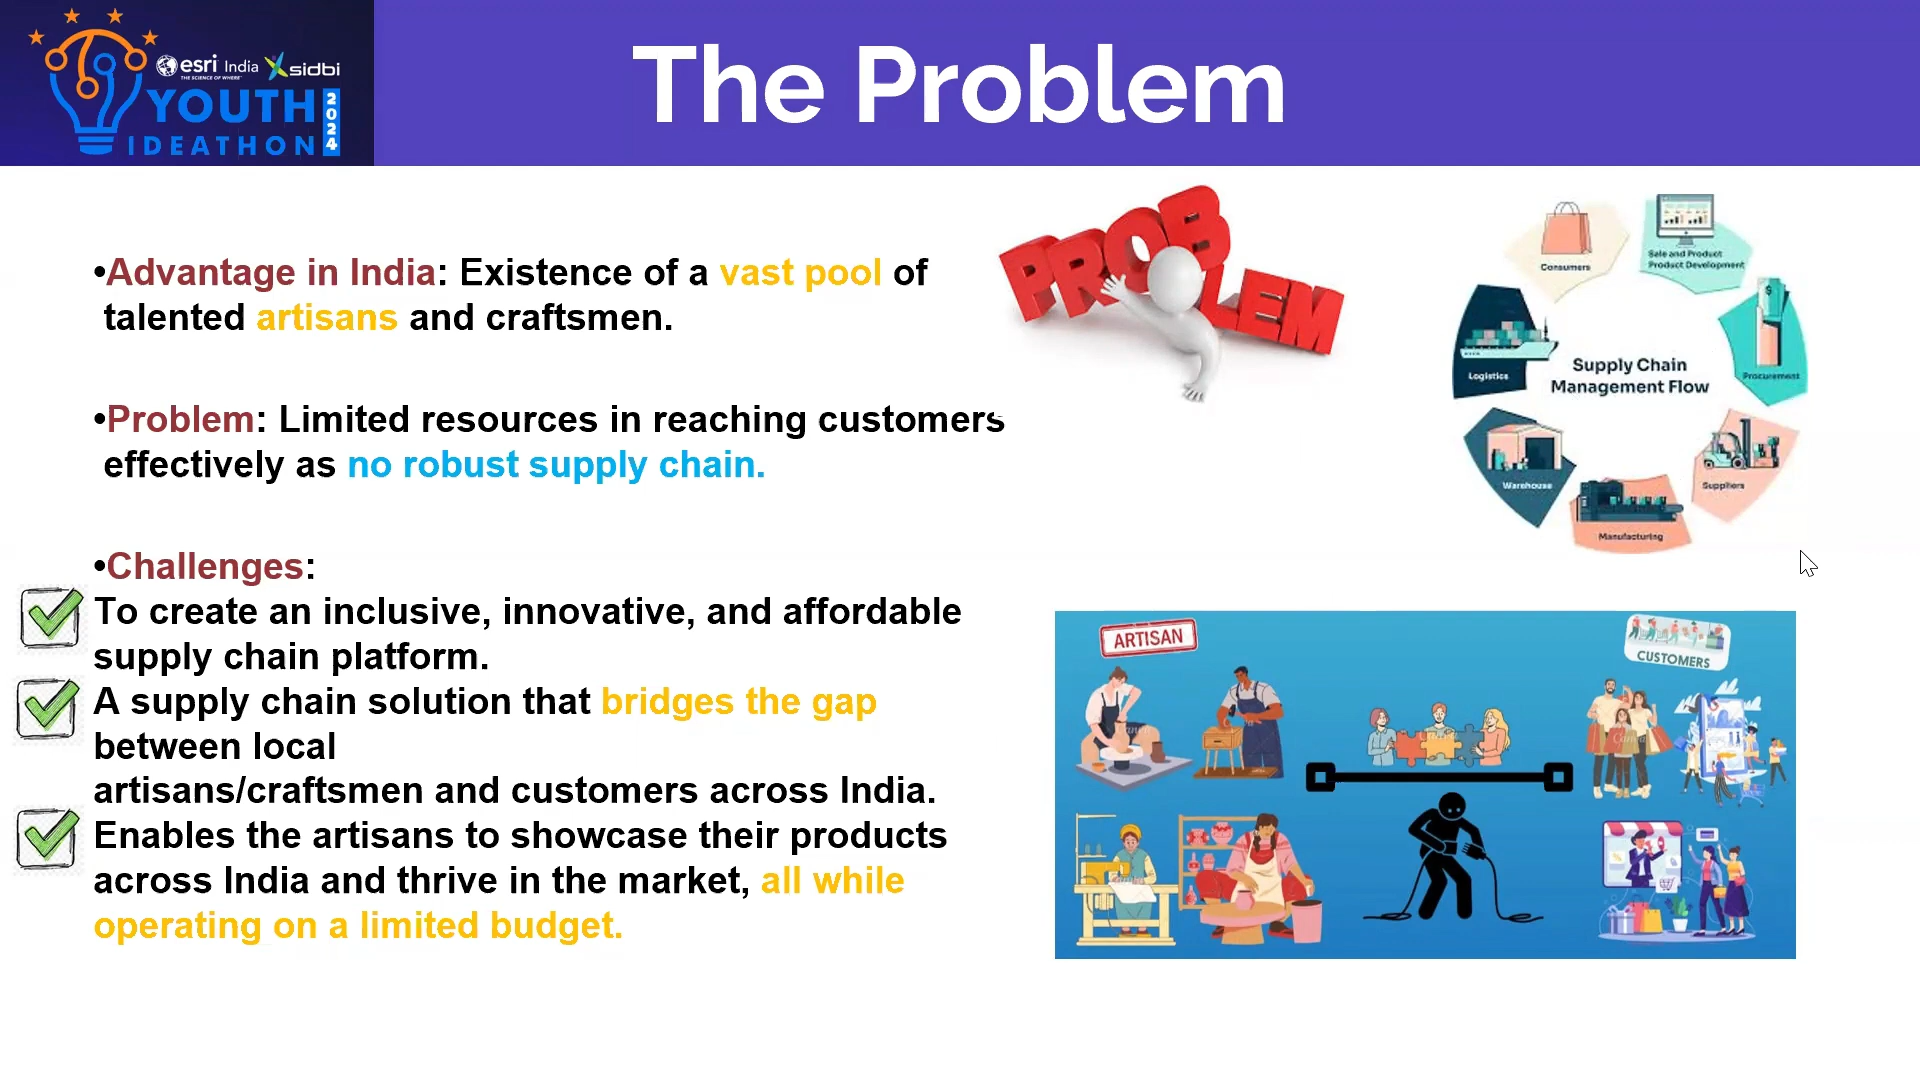 esri India sidbi
THE SCIENCE OF WHERE
YOUTH
IDEATHON
2024
The Problem
•Advantage in India: Existence of a vast pool of
talented artisans and craftsmen.
•Problem: Limited resources in reaching customers
effectively as no robust supply chain.
•Challenges:
To create an inclusive, innovative, and affordable
supply chain platform.
A supply chain solution that bridges the gap
between local
artisans/craftsmen and customers across India.
Enables the artisans to showcase their products
across India and thrive in the market, all while
operating on a limited budget.
PROBLEM
Consumers
Sale and Product
Product Development
Logistics
Supply Chain
Management Flow
Procurement
Warehouse
Suppliers
Manufacturing
ARTISAN
CUSTOMERS